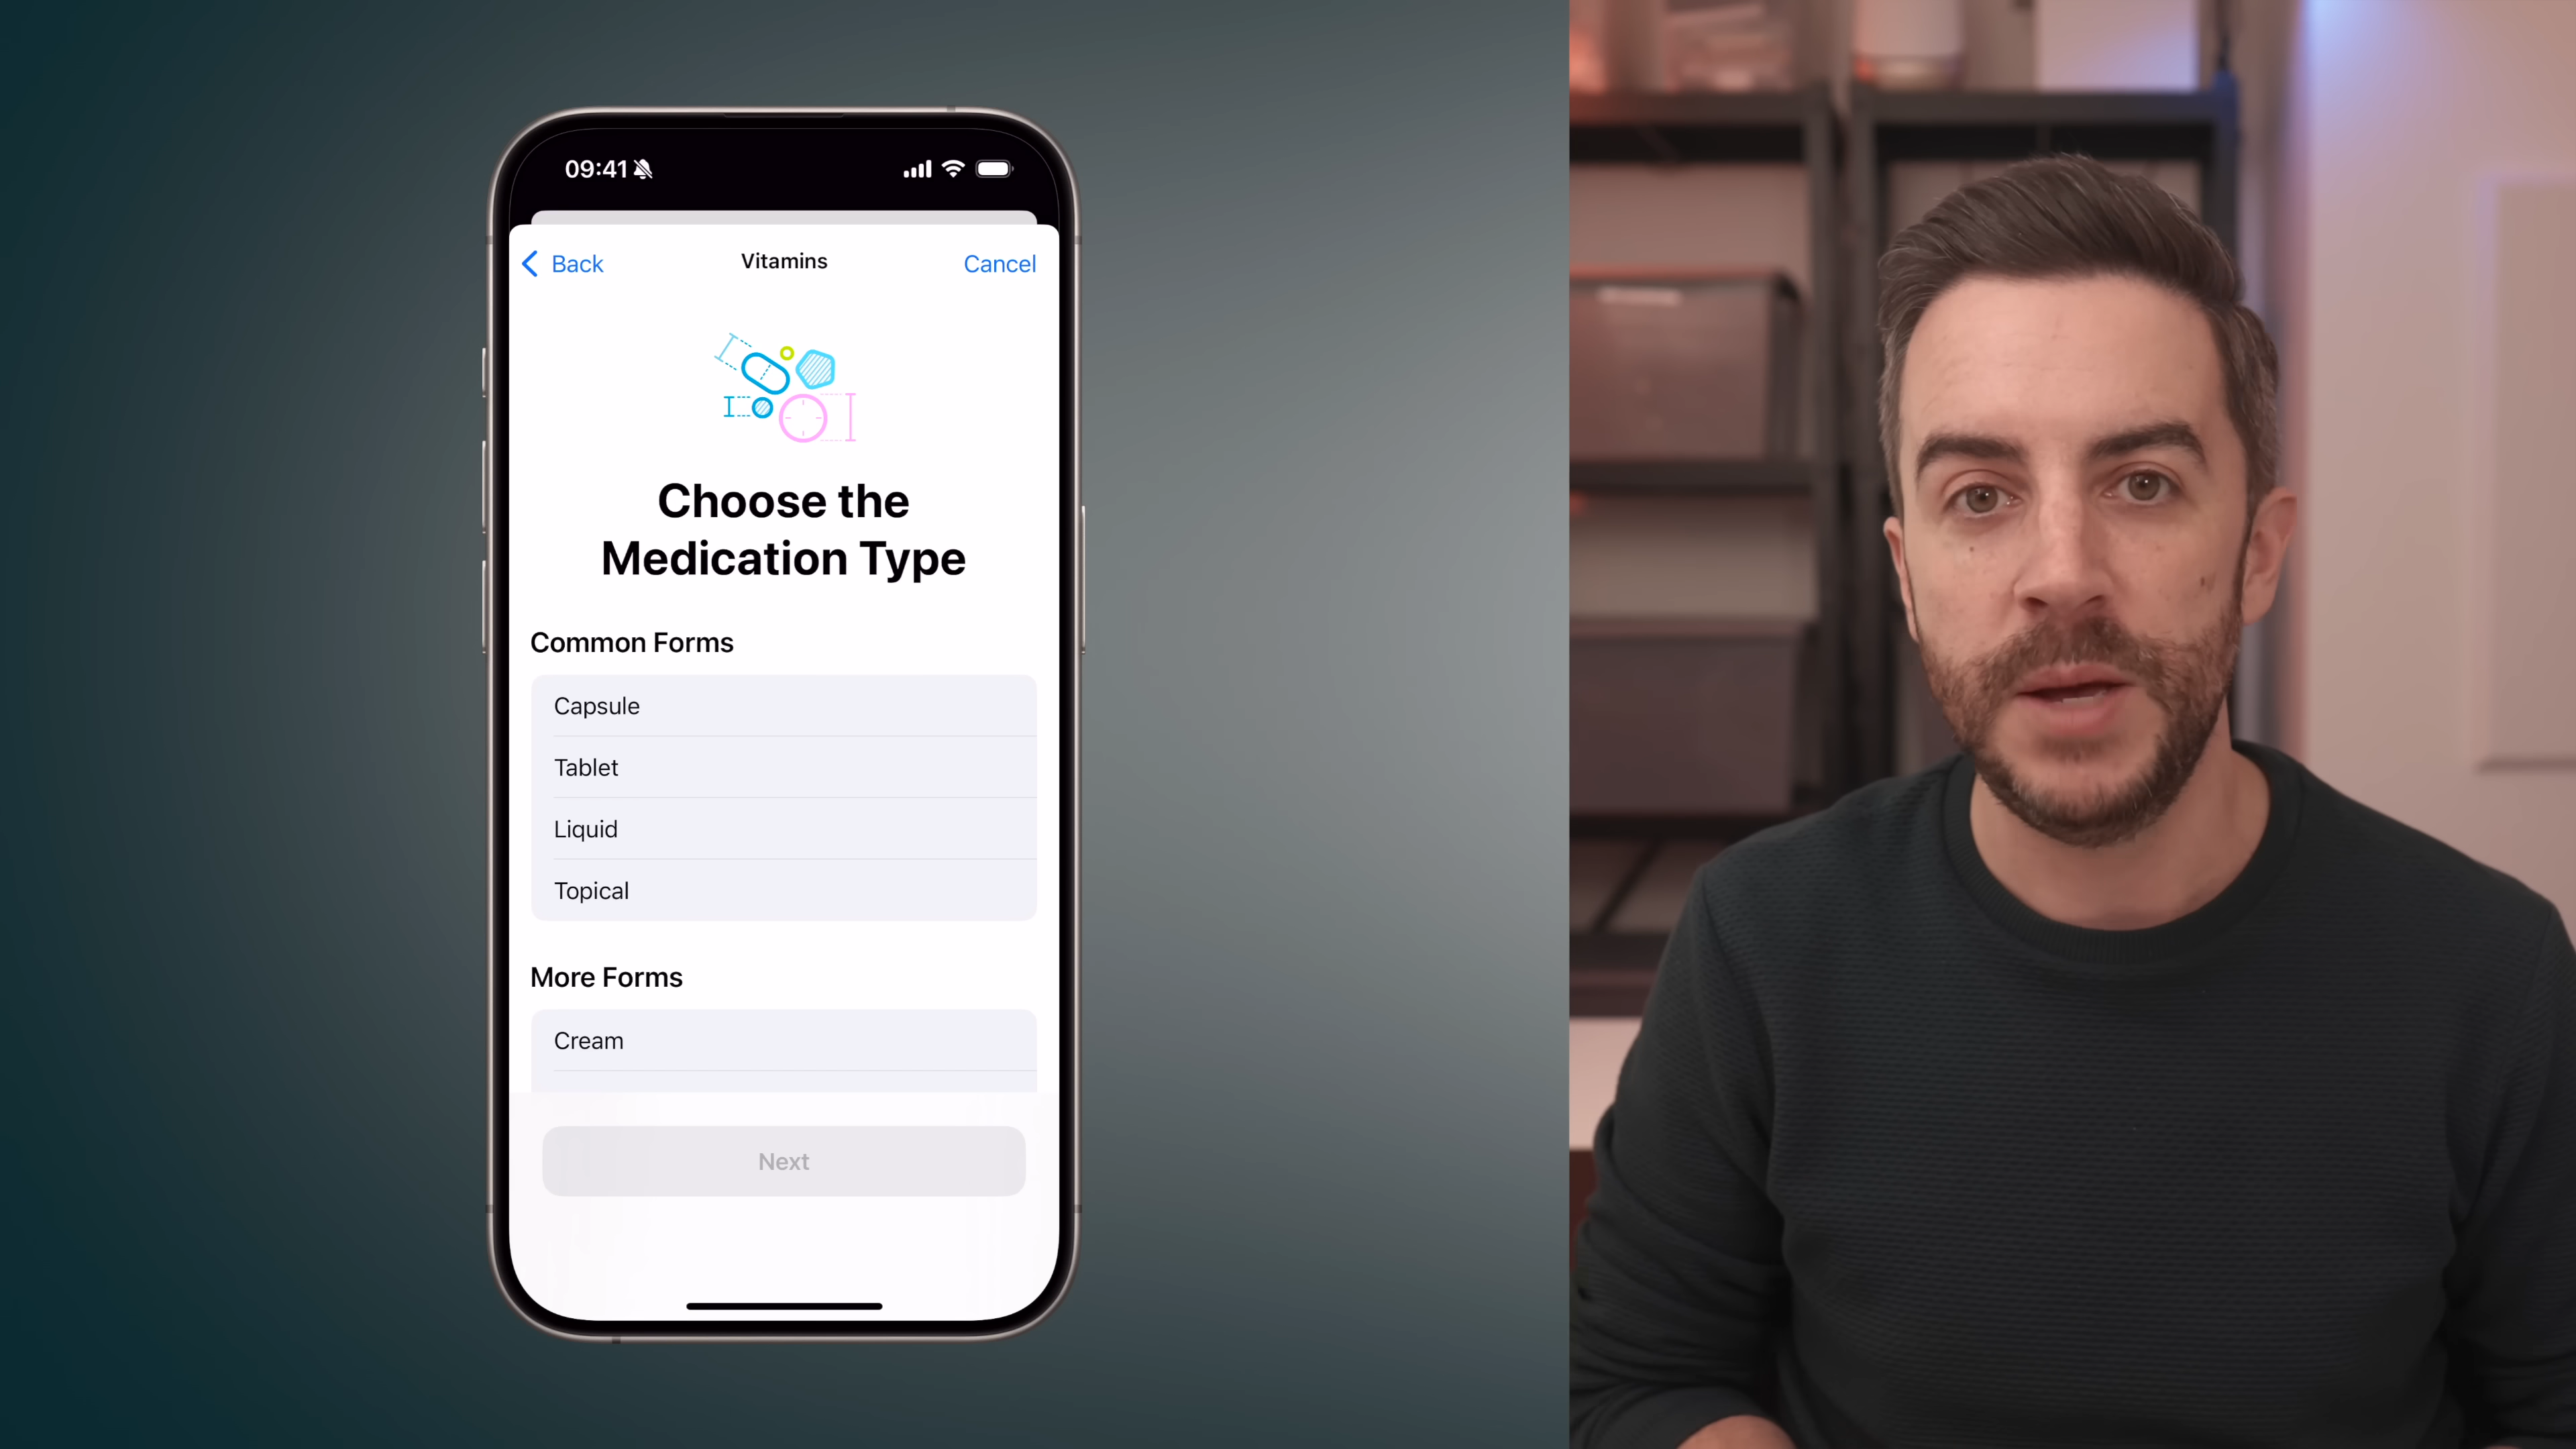 09:41
Back
Vitamins
Cancel
Choose the
Medication Type
Common Forms
Capsule
Tablet
Liquid
Topical
More Forms
Cream
Next